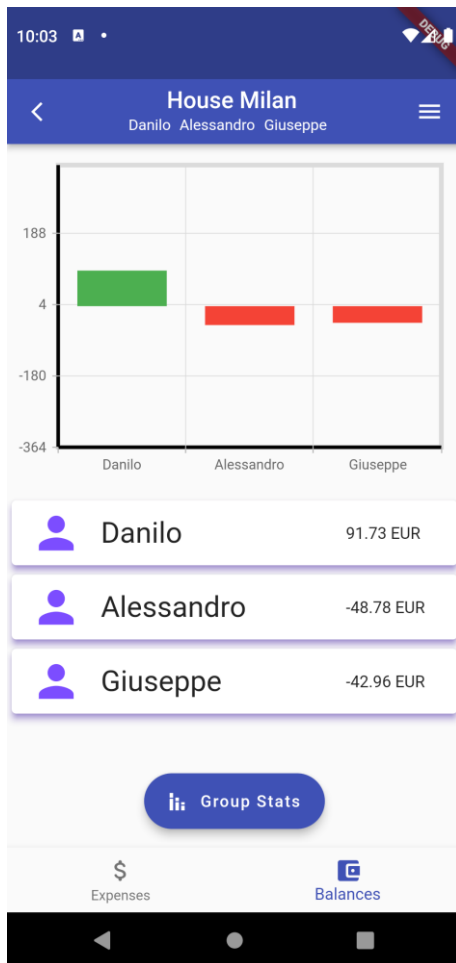 10:03
DEBUG
House Milan
Danilo Alessandro Giuseppe
188
4
-180
-364
Danilo Alessandro Giuseppe
Danilo 91.73 EUR
Alessandro -48.78 EUR
Giuseppe -42.96 EUR
Group Stats
Expenses Balances